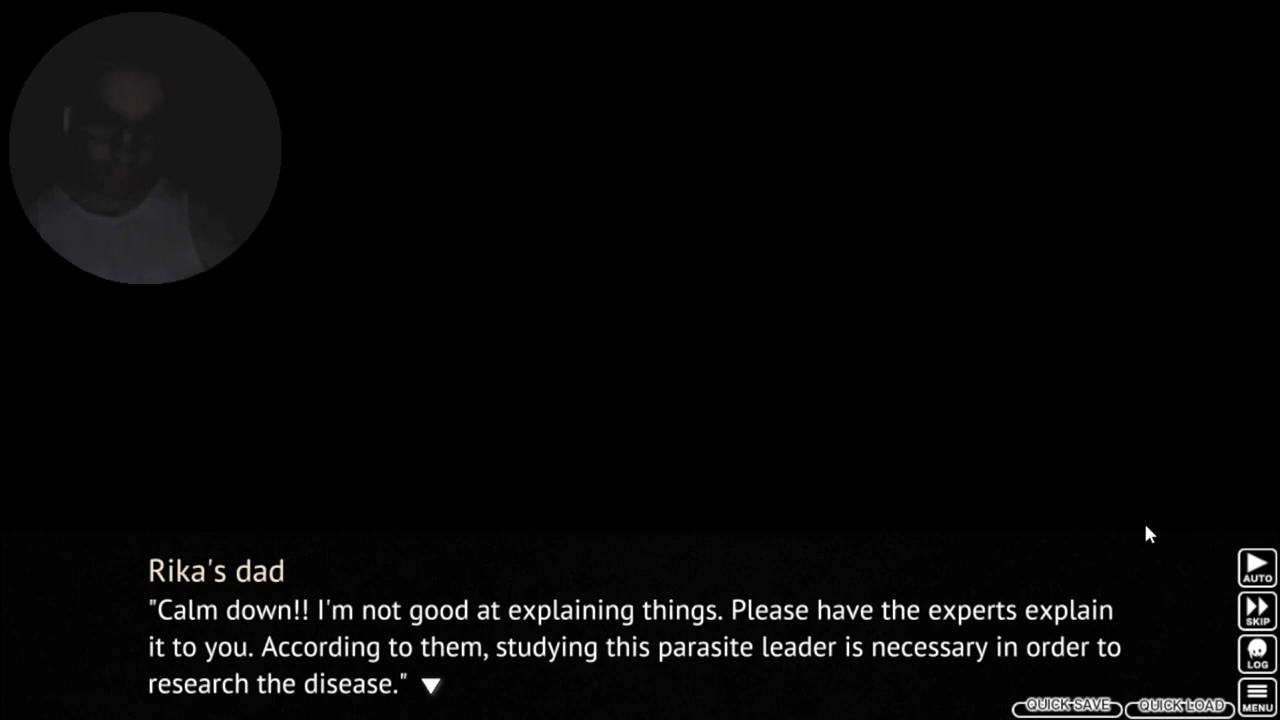 Rika's dad
"Calm down!! I'm not good at explaining things. Please have the experts explain
it to you. According to them, studying this parasite leader is necessary in order to
research the disease."
AUTO
SKIP
LOG
MENU
QUICK SAVE QUICK LOAD